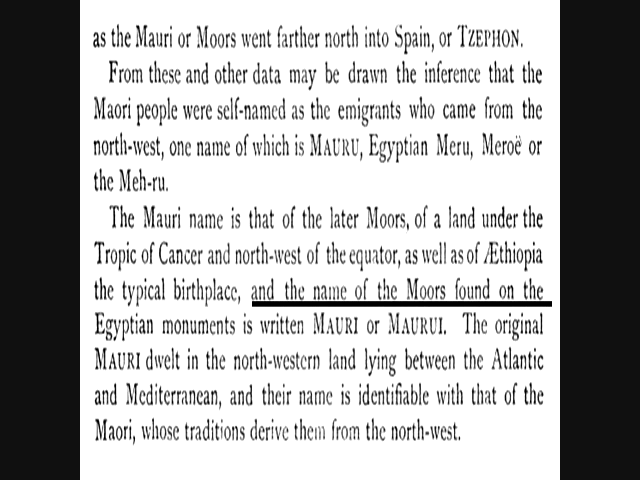 as the Mauri or Moors went farther north into Spain, or TZEPHON.
From these and other data may be drawn the inference that the
Maori people were self-named as the emigrants who came from the
north-west, one name of which is MAURU, Egyptian Meru, Meroë or
the Meh-ru.
The Mauri name is that of the later Moors, of a land under the
Tropic of Cancer and north-west of the equator, as well as of Æthiopia
the typical birthplace, and the name of the Moors found on the
Egyptian monuments is written MAURI or MAURUI. The original
MAURI dwelt in the north-western land lying between the Atlantic
and Mediterranean, and their name is identifiable with that of the
Maori, whose traditions derive them from the north-west.